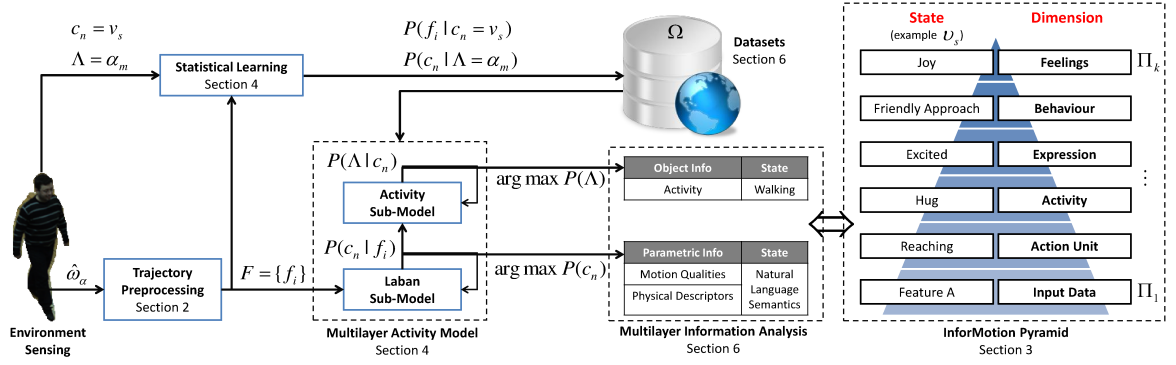 c_n = v_s
Λ = α_m
Statistical Learning
Section 4
P(f_i | c_n = v_s)
P(c_n | Λ = α_m)
Ω
Datasets
Section 6
ω̂_α
Trajectory
Preprocessing
Section 2
F = {f_i}
Environment
Sensing
P(Λ | c_n)
Activity
Sub-Model
P(c_n | f_i)
Laban
Sub-Model
Multilayer Activity Model
Section 4
arg max P(Λ)
arg max P(c_n)
Object Info State
Activity Walking
Parametric Info State
Motion Qualities
Physical Descriptors
Natural
Language
Semantics
Multilayer Information Analysis
Section 6
State Dimension
(example υ_s)
Joy Feelings Π_k
Friendly Approach Behaviour
Excited Expression
⋮
Hug Activity
Reaching Action Unit
Feature A Input Data Π_1
InforMotion Pyramid
Section 3